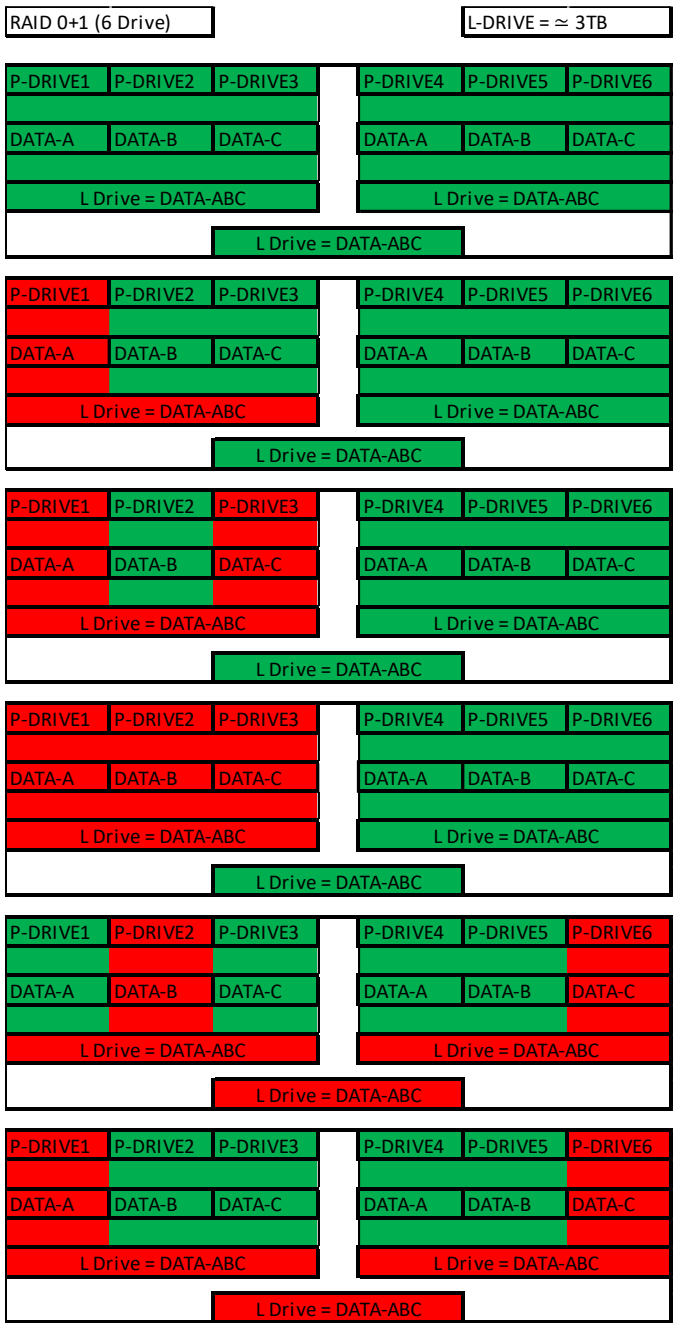 RAID 0+1 (6 Drive) L-DRIVE = ≃ 3TB
P-DRIVE1 P-DRIVE2 P-DRIVE3 P-DRIVE4 P-DRIVE5 P-DRIVE6
DATA-A DATA-B DATA-C DATA-A DATA-B DATA-C
L Drive = DATA-ABC L Drive = DATA-ABC
L Drive = DATA-ABC
P-DRIVE1 P-DRIVE2 P-DRIVE3 P-DRIVE4 P-DRIVE5 P-DRIVE6
DATA-A DATA-B DATA-C DATA-A DATA-B DATA-C
L Drive = DATA-ABC L Drive = DATA-ABC
L Drive = DATA-ABC
P-DRIVE1 P-DRIVE2 P-DRIVE3 P-DRIVE4 P-DRIVE5 P-DRIVE6
DATA-A DATA-B DATA-C DATA-A DATA-B DATA-C
L Drive = DATA-ABC L Drive = DATA-ABC
L Drive = DATA-ABC
P-DRIVE1 P-DRIVE2 P-DRIVE3 P-DRIVE4 P-DRIVE5 P-DRIVE6
DATA-A DATA-B DATA-C DATA-A DATA-B DATA-C
L Drive = DATA-ABC L Drive = DATA-ABC
L Drive = DATA-ABC
P-DRIVE1 P-DRIVE2 P-DRIVE3 P-DRIVE4 P-DRIVE5 P-DRIVE6
DATA-A DATA-B DATA-C DATA-A DATA-B DATA-C
L Drive = DATA-ABC L Drive = DATA-ABC
L Drive = DATA-ABC
P-DRIVE1 P-DRIVE2 P-DRIVE3 P-DRIVE4 P-DRIVE5 P-DRIVE6
DATA-A DATA-B DATA-C DATA-A DATA-B DATA-C
L Drive = DATA-ABC L Drive = DATA-ABC
L Drive = DATA-ABC